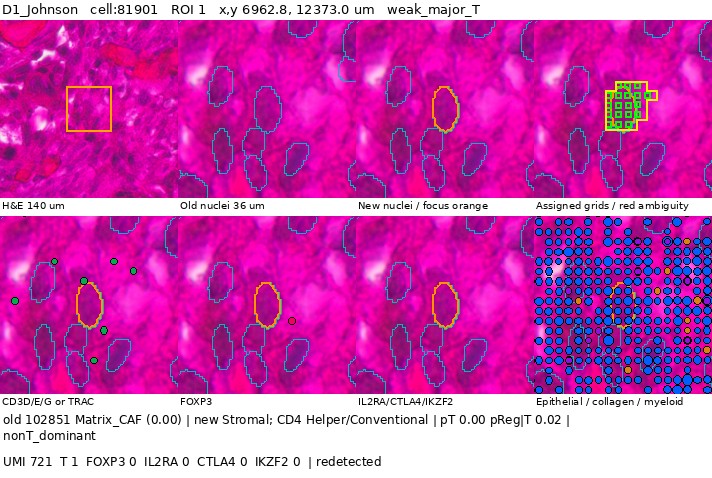 D1_Johnson cell:81901 ROI 1 x,y 6962.8, 12373.0 um weak_major_T
H&E 140 um
Old nuclei 36 um
New nuclei / focus orange
Assigned grids / red ambiguity
CD3D/E/G or TRAC
FOXP3
IL2RA/CTLA4/IKZF2
Epithelial / collagen / myeloid
old 102851 Matrix_CAF (0.00) | new Stromal; CD4 Helper/Conventional | pT 0.00 pReg|T 0.02 |
nonT_dominant
UMI 721 T 1 FOXP3 0 IL2RA 0 CTLA4 0 IKZF2 0 | redetected